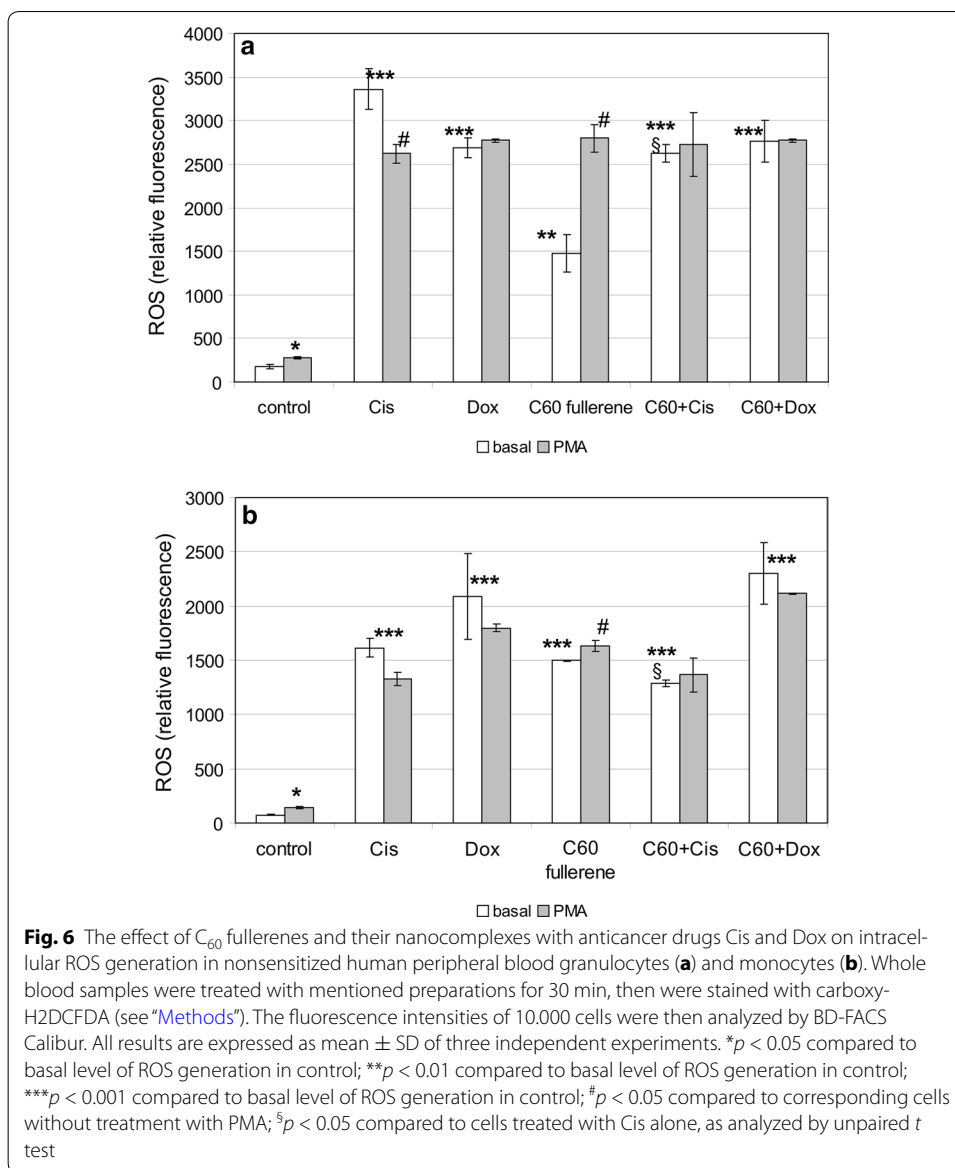 a
4000
3500
3000
2500
2000
1500
1000
500
0
ROS (relative fluorescence)
*
***
#
***
**
#
***
§
***
control Cis Dox C60 fullerene C60+Cis C60+Dox
basal PMA
b
3000
2500
2000
1500
1000
500
0
ROS (relative fluorescence)
*
***
***
***
#
***
§
***
control Cis Dox C60 fullerene C60+Cis C60+Dox
basal PMA
Fig. 6 The effect of C60 fullerenes and their nanocomplexes with anticancer drugs Cis and Dox on intracel-
lular ROS generation in nonsensitized human peripheral blood granulocytes (a) and monocytes (b). Whole
blood samples were treated with mentioned preparations for 30 min, then were stained with carboxy-
H2DCFDA (see “Methods”). The fluorescence intensities of 10.000 cells were then analyzed by BD-FACS
Calibur. All results are expressed as mean ± SD of three independent experiments. *p < 0.05 compared to
basal level of ROS generation in control; **p < 0.01 compared to basal level of ROS generation in control;
***p < 0.001 compared to basal level of ROS generation in control; #p < 0.05 compared to corresponding cells
without treatment with PMA; §p < 0.05 compared to cells treated with Cis alone, as analyzed by unpaired t
test